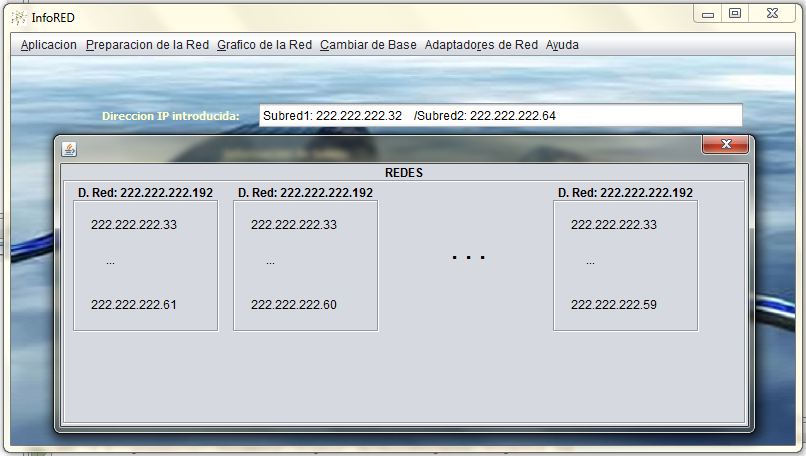 InfoRED
Aplicacion Preparacion de la Red Grafico de la Red Cambiar de Base Adaptadores de Red Ayuda
Direccion IP introducida: Subred1: 222.222.222.32 /Subred2: 222.222.222.64
REDES
D. Red: 222.222.222.192 D. Red: 222.222.222.192 D. Red: 222.222.222.192
222.222.222.33 222.222.222.33 222.222.222.33
... ... . . . ...
222.222.222.61 222.222.222.60 222.222.222.59